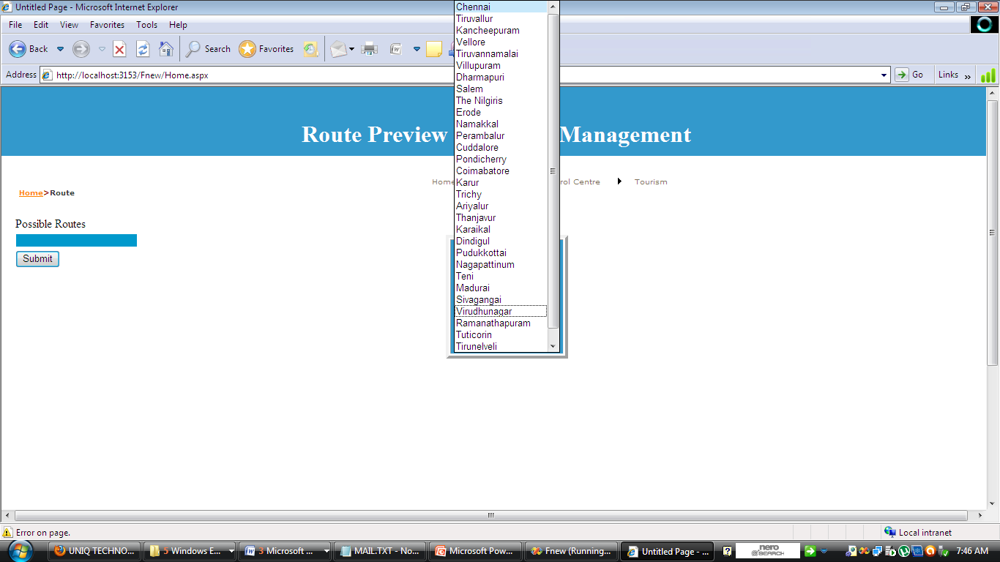 Untitled Page - Microsoft Internet Explorer
File Edit View Favorites Tools Help
Back Search Favorites
Address http://localhost:3153/Fnew/Home.aspx Go Links »
Route Preview Management
Home rol Centre Tourism
Home>Route
Possible Routes
Submit
Chennai
Tiruvallur
Kancheepuram
Vellore
Tiruvannamalai
Villupuram
Dharmapuri
Salem
The Nilgiris
Erode
Namakkal
Perambalur
Cuddalore
Pondicherry
Coimabatore
Karur
Trichy
Ariyalur
Thanjavur
Karaikal
Dindigul
Pudukkottai
Nagapattinum
Teni
Madurai
Sivagangai
Virudhunagar
Ramanathapuram
Tuticorin
Tirunelveli
Error on page. Local intranet
UNIQ TECHNO... 5 Windows E... 3 Microsoft ... MAIL.TXT - No... Microsoft Pow... Fnew (Running... Untitled Page - ... nero SEARCH 7:46 AM